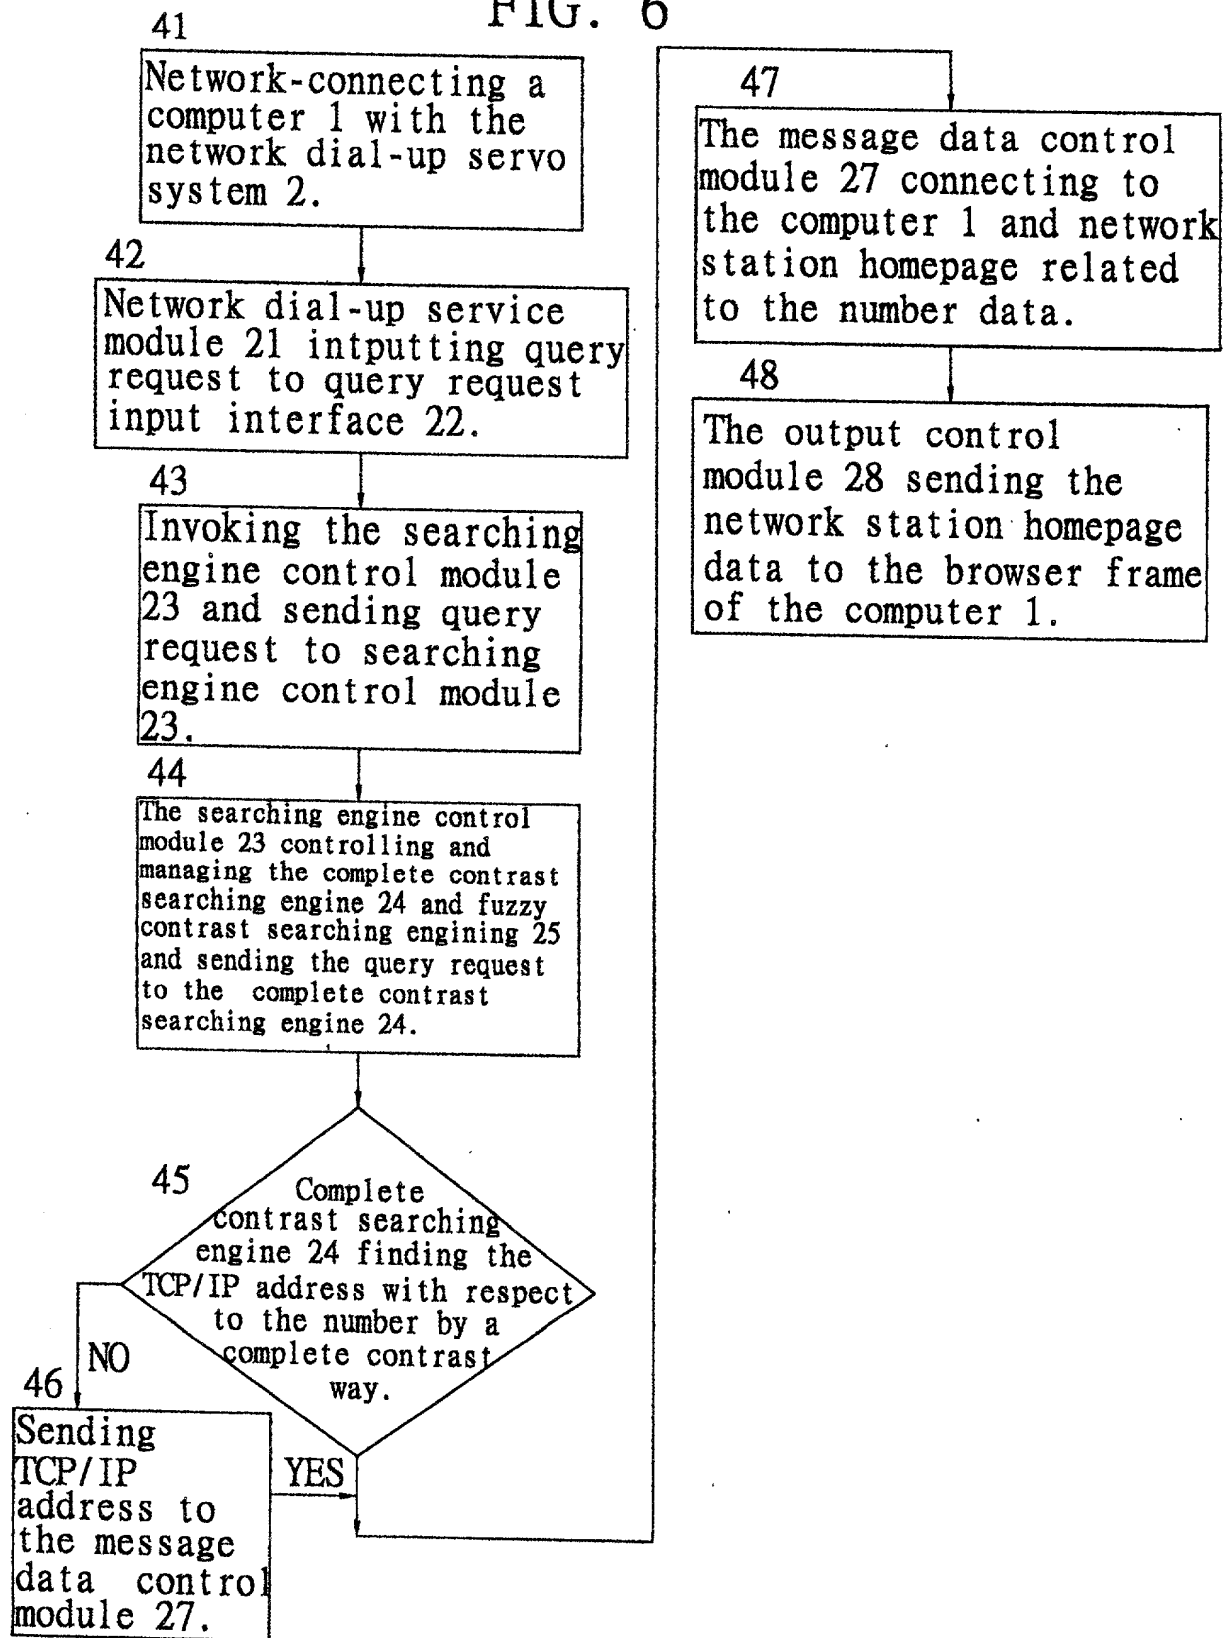 FIG. 6
41
Network-connecting a
computer 1 with the
network dial-up servo
system 2.
42
Network dial-up service
module 21 intputting query
request to query request
input interface 22.
43
Invoking the searching
engine control module
23 and sending query
request to searching
engine control module
23.
44
The searching engine control
module 23 controlling and
managing the complete contrast
searching engine 24 and fuzzy
contrast searching engining 25
and sending the query request
to the complete contrast
searching engine 24.
45
Complete
contrast searching
engine 24 finding the
TCP/IP address with respect
to the number by a
complete contrast
way.
NO
46
Sending
TCP/IP
address to
the message
data control
module 27.
YES
47
The message data control
module 27 connecting to
the computer 1 and network
station homepage related
to the number data.
48
The output control
module 28 sending the
network station homepage
data to the browser frame
of the computer 1.